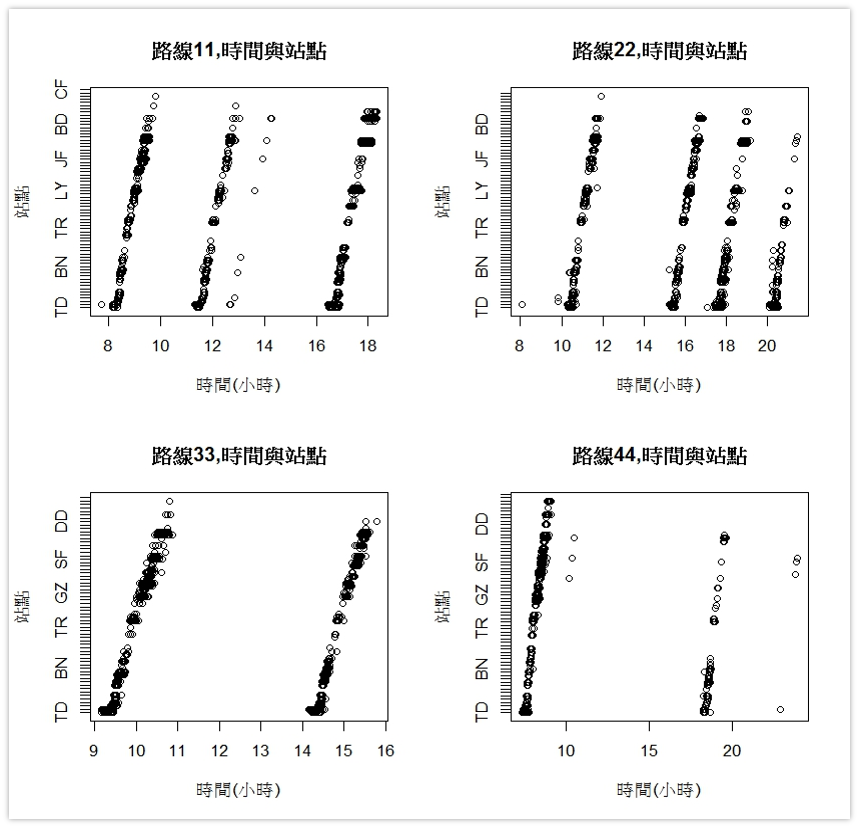 路線11,時間與站點
站點
CF
BD
JF
LY
TR
BN
TD
8 10 12 14 16 18
時間(小時)
路線22,時間與站點
站點
BD
JF
LY
TR
BN
TD
8 10 12 14 16 18 20
時間(小時)
路線33,時間與站點
站點
DD
SF
GZ
TR
BN
TD
9 10 11 12 13 14 15 16
時間(小時)
路線44,時間與站點
站點
DD
SF
GZ
TR
BN
TD
10 15 20
時間(小時)